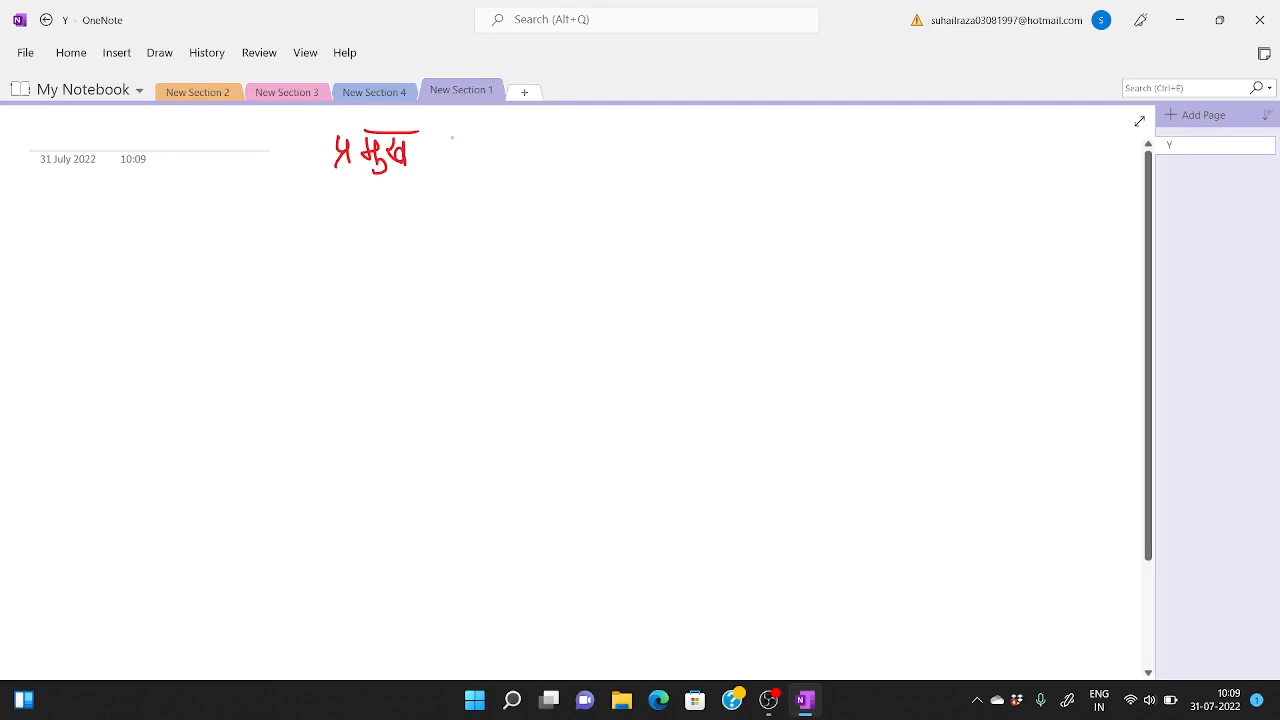 Y - OneNote
Search (Alt+Q)
suhailraza03081997@hotmail.com
S
File Home Insert Draw History Review View Help
My Notebook
New Section 2
New Section 3
New Section 4
New Section 1
Search (Ctrl+E)
Add Page
Y
31 July 2022 10:09
प्रमुख
ENG
IN
10:09
31-07-2022
1